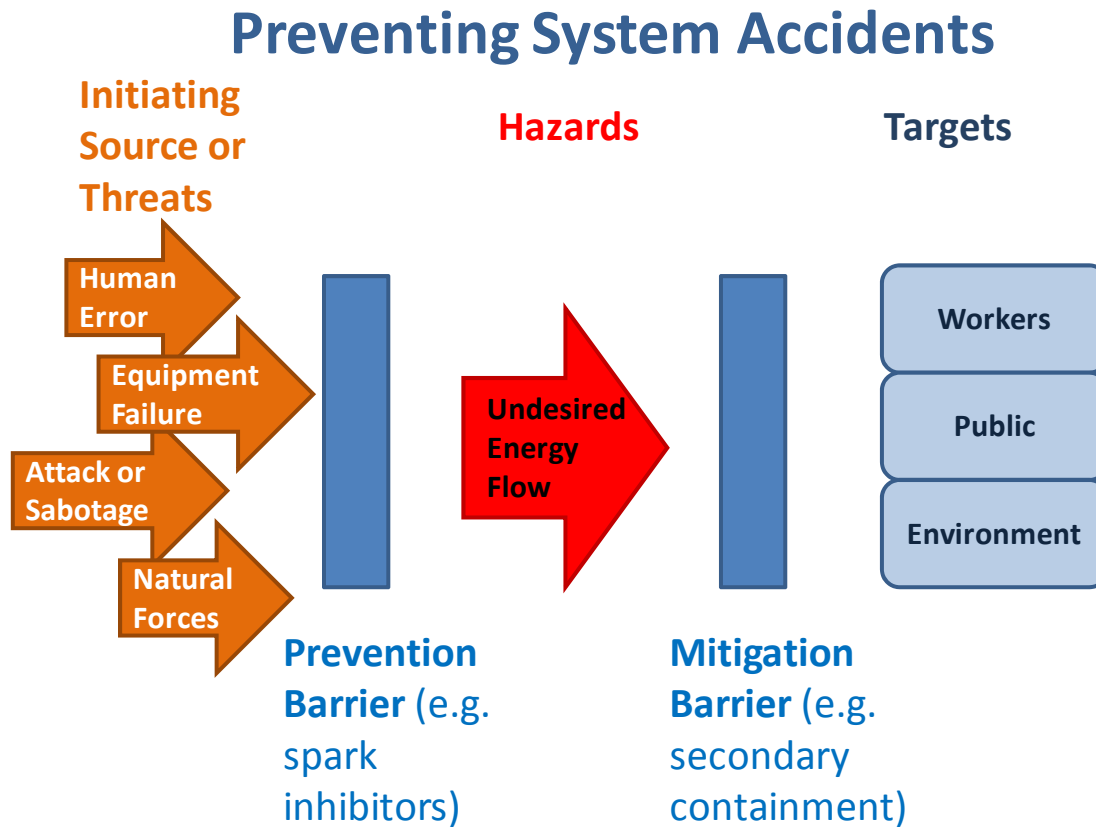 Preventing System Accidents
Initiating
Source or
Threats
Hazards
Targets
Human
Error
Equipment
Failure
Attack or
Sabotage
Natural
Forces
Undesired
Energy
Flow
Workers
Public
Environment
Prevention
Barrier (e.g.
spark
inhibitors)
Mitigation
Barrier (e.g.
secondary
containment)